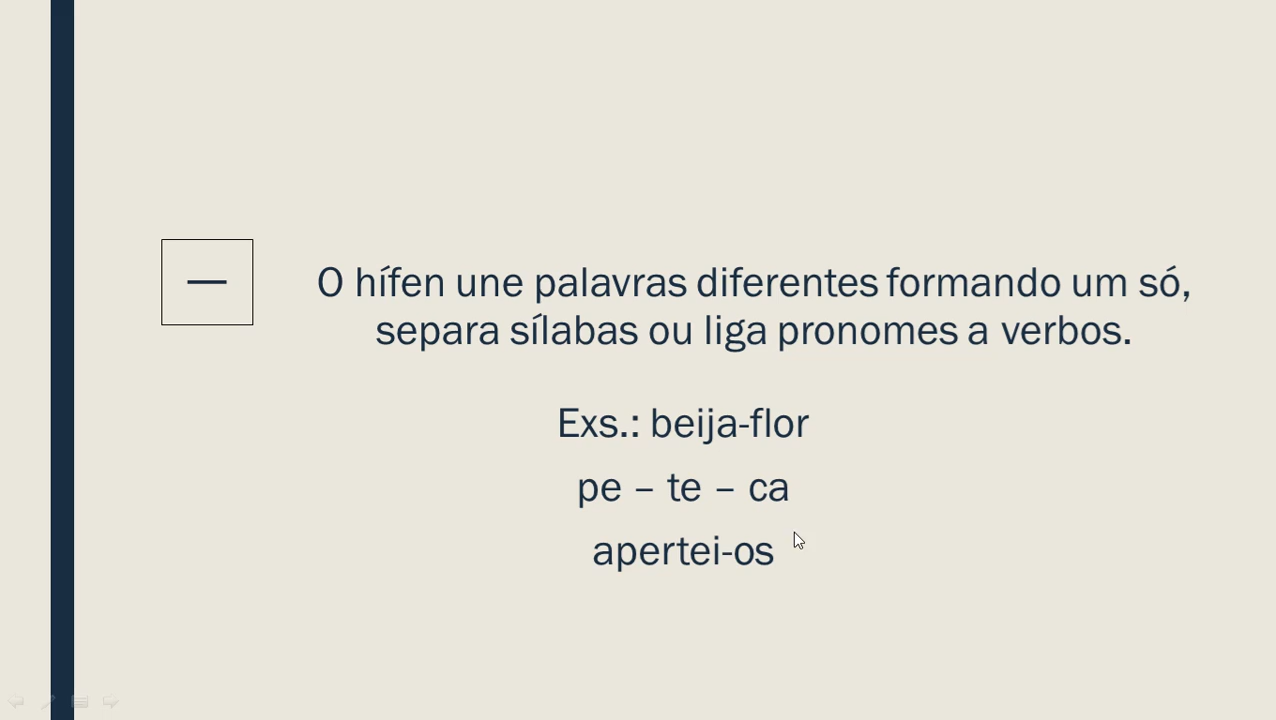 —
O hífen une palavras diferentes formando um só,
separa sílabas ou liga pronomes a verbos.
Exs.: beija-flor
pe – te – ca
apertei-os